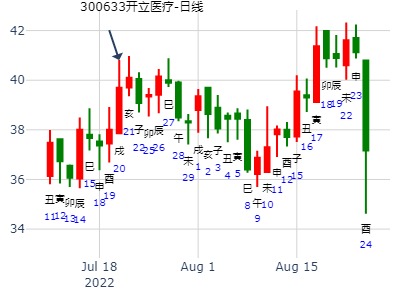 300633开立医疗-日线
42
40
38
36
34
丑
11
寅
12
卯
13
辰
14
巳
15
申
18
酉
19
戌
20
亥
21
子
22
卯
25
辰
26
巳
27
午
28
未
29
戌
1
亥
2
子
3
丑
4
寅
5
巳
8
午
9
未
10
申
11
酉
12
子
15
丑
16
寅
17
卯
18
辰
19
未
22
申
23
酉
24
Jul 18
2022
Aug 1
Aug 15